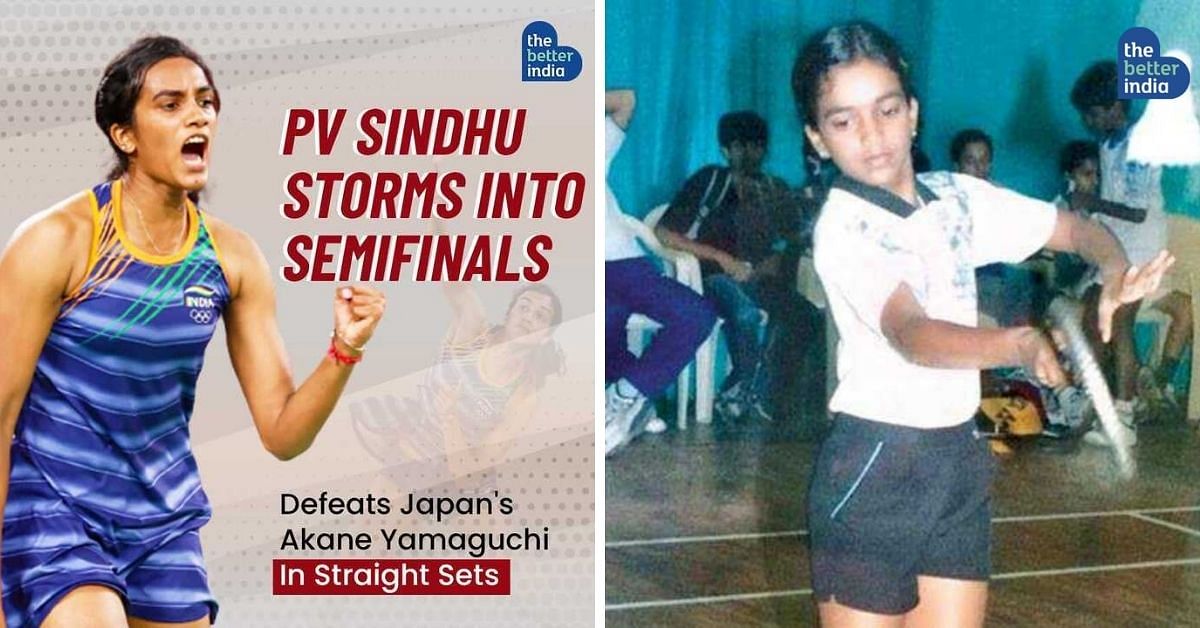 the
better
india
PV SINDHU
STORMS INTO
SEMIFINALS
INDIA
Defeats Japan's
Akane Yamaguchi
In Straight Sets
the
better
india